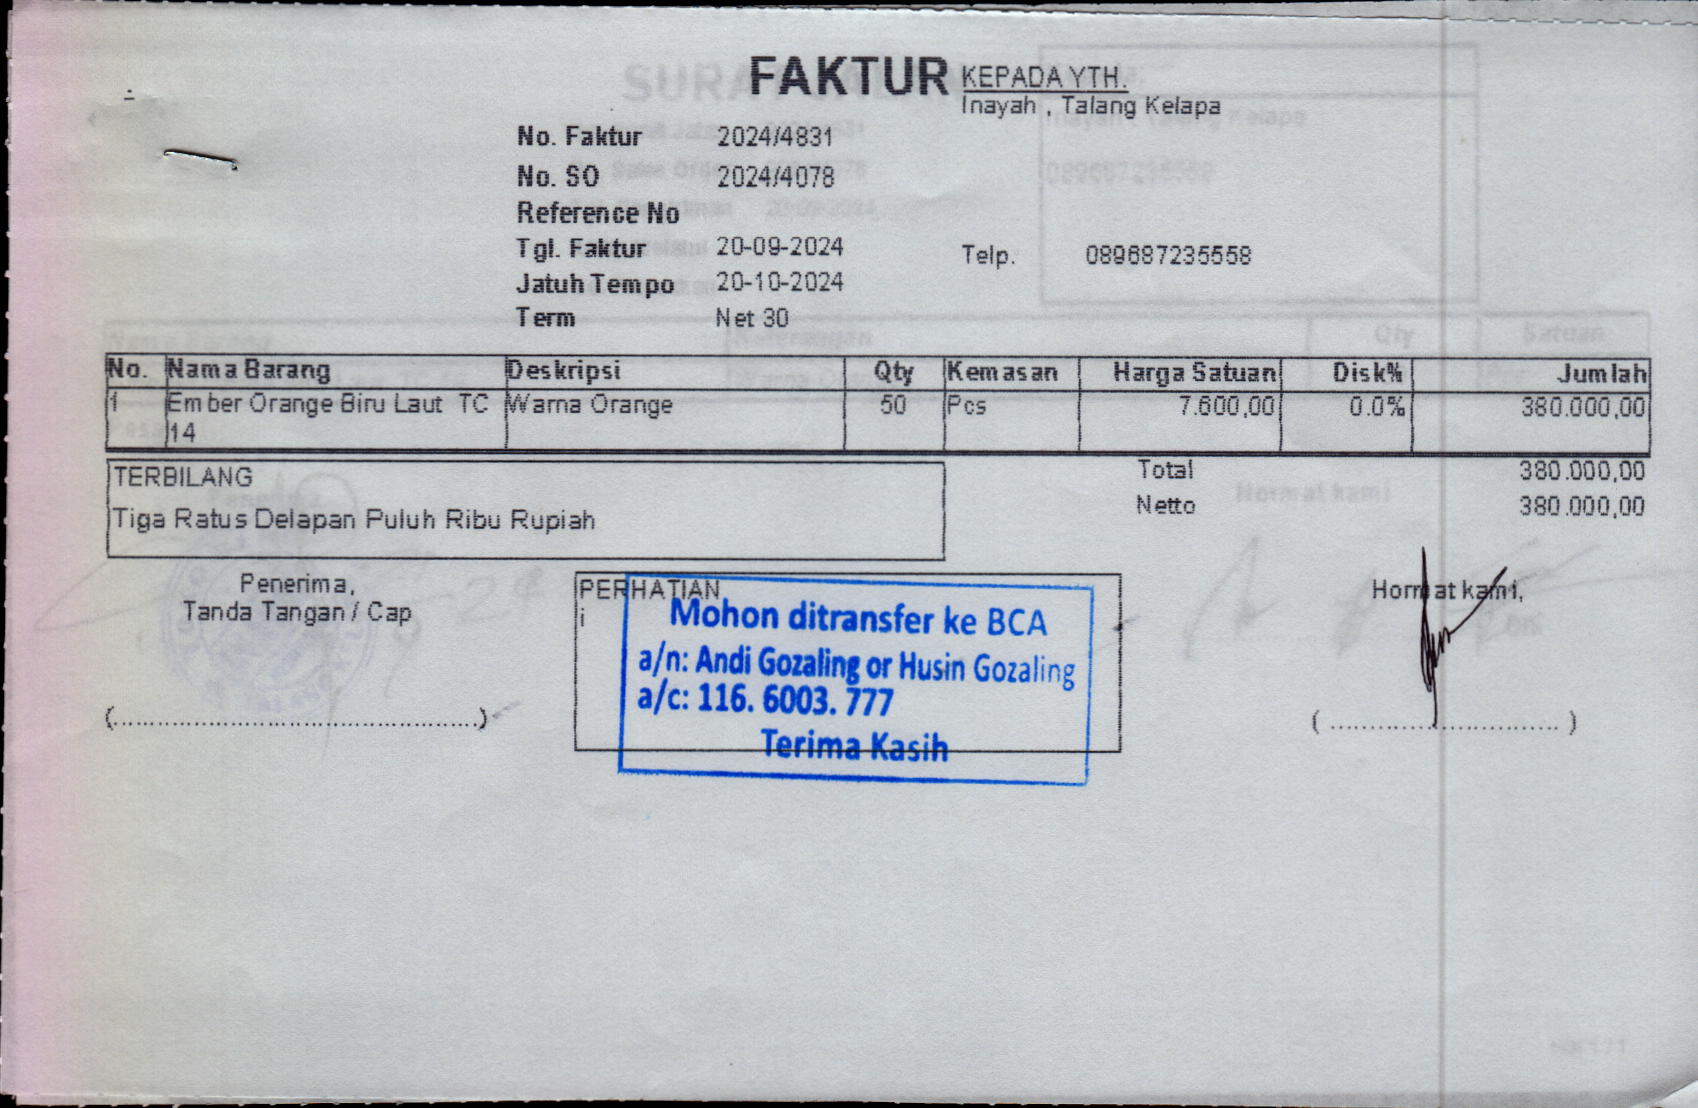 FAKTUR
KEPADA YTH.
Inayah , Talang Kelapa
No. Faktur 2024/4831
No. SO 2024/4078
Reference No
Tgl. Faktur 20-09-2024
Telp. 089687235558
Jatuh Tempo 20-10-2024
Term Net 30
No. Nama Barang Deskripsi Qty Kemasan Harga Satuan Disk% Jumlah
1 Ember Orange Biru Laut TC Warna Orange 50 Pcs 7.600,00 0.0% 380.000,00
14
TERBILANG
Tiga Ratus Delapan Puluh Ribu Rupiah
Total 380.000,00
Netto 380.000,00
Penerima,
Tanda Tangan / Cap
(..............................................)
PERHATIAN
i
Mohon ditransfer ke BCA
a/n: Andi Gozaling or Husin Gozaling
a/c: 116. 6003. 777
Terima Kasih
Hormat kami,
( ............................. )